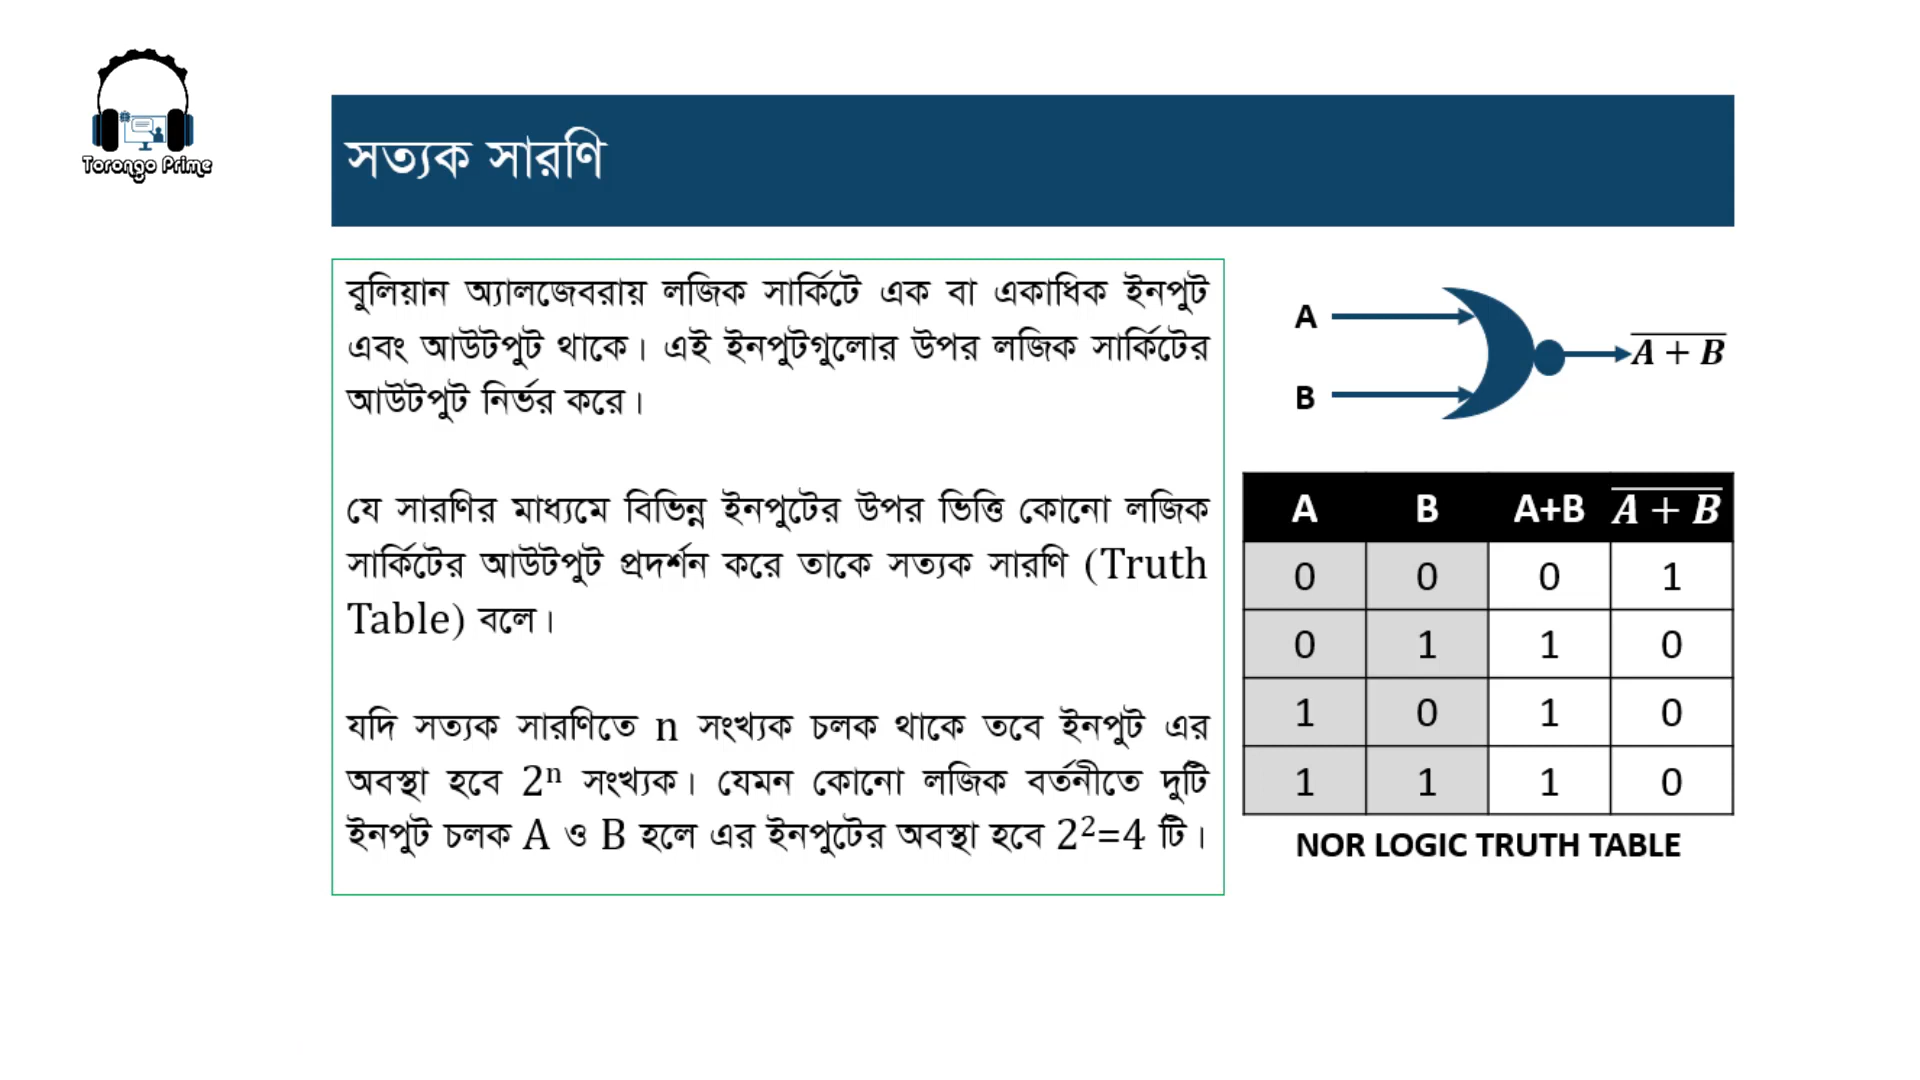 Torongo Prime
সত্যক সারণি
বুলিয়ান অ্যালজেবরায় লজিক সার্কিটে এক বা একাধিক ইনপুট
এবং আউটপুট থাকে। এই ইনপুটগুলোর উপর লজিক সার্কিটের
আউটপুট নির্ভর করে।
যে সারণির মাধ্যমে বিভিন্ন ইনপুটের উপর ভিত্তি কোনো লজিক
সার্কিটের আউটপুট প্রদর্শন করে তাকে সত্যক সারণি (Truth
Table) বলে।
যদি সত্যক সারণিতে n সংখ্যক চলক থাকে তবে ইনপুট এর
অবস্থা হবে 2ⁿ সংখ্যক। যেমন কোনো লজিক বর্তনীতে দুটি
ইনপুট চলক A ও B হলে এর ইনপুটের অবস্থা হবে 2²=4 টি।
A
B
A̅ ̅+̅ ̅B̅
A B A+B A̅ ̅+̅ ̅B̅
0 0 0 1
0 1 1 0
1 0 1 0
1 1 1 0
NOR LOGIC TRUTH TABLE